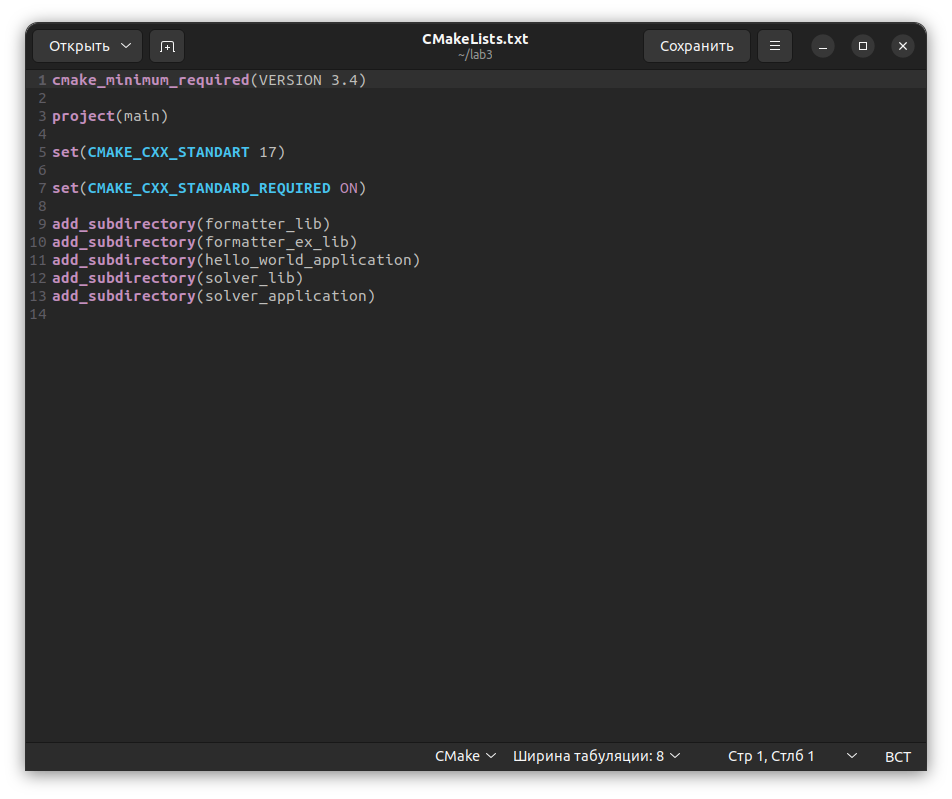 Открыть
CMakeLists.txt
~/lab3
Сохранить
1 cmake_minimum_required(VERSION 3.4)
2
3 project(main)
4
5 set(CMAKE_CXX_STANDART 17)
6
7 set(CMAKE_CXX_STANDARD_REQUIRED ON)
8
9 add_subdirectory(formatter_lib)
10 add_subdirectory(formatter_ex_lib)
11 add_subdirectory(hello_world_application)
12 add_subdirectory(solver_lib)
13 add_subdirectory(solver_application)
14
CMake Ширина табуляции: 8 Стр 1, Стлб 1 ВСТ